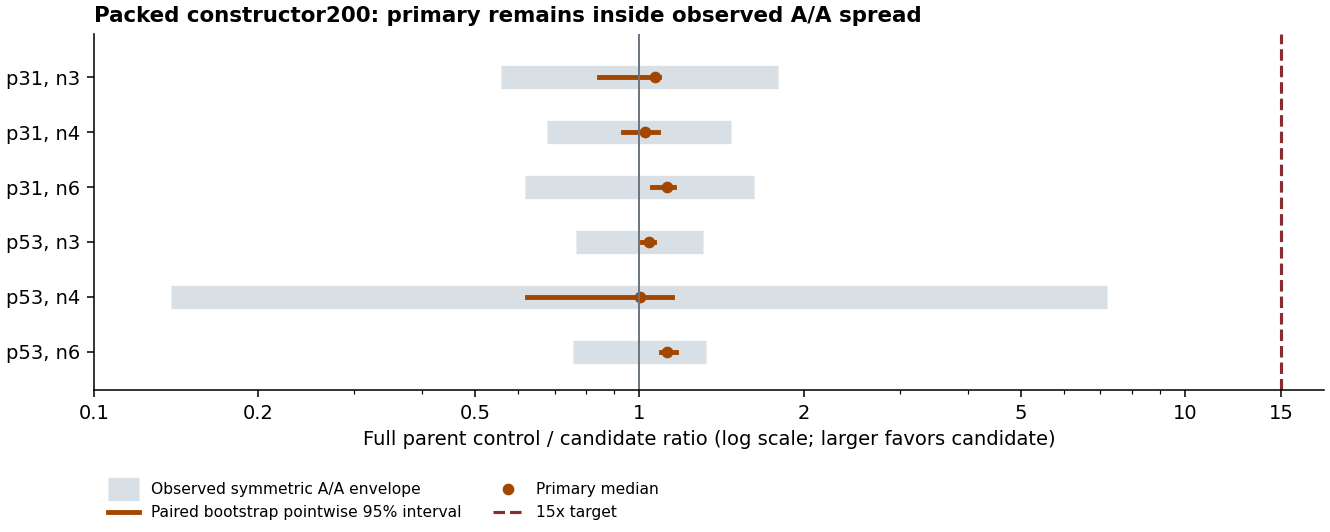 Packed constructor200: primary remains inside observed A/A spread
p31, n3
p31, n4
p31, n6
p53, n3
p53, n4
p53, n6
0.1 0.2 0.5 1 2 5 10 15
Full parent control / candidate ratio (log scale; larger favors candidate)
Observed symmetric A/A envelope
Paired bootstrap pointwise 95% interval
Primary median
15x target